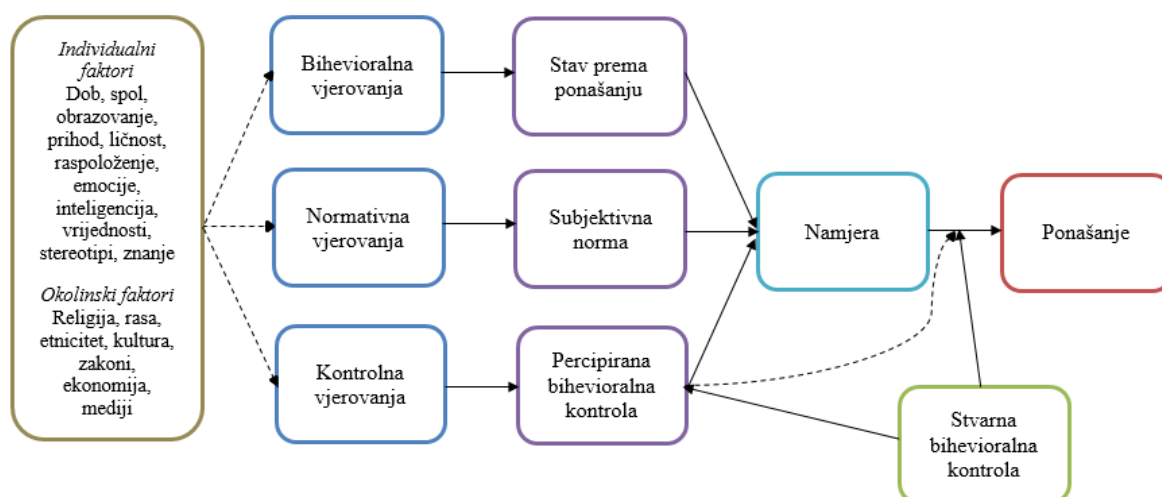 Individualni
faktori
Dob, spol,
obrazovanje,
prihod, ličnost,
raspoloženje,
emocije,
inteligencija,
vrijednosti,
stereotipi, znanje
Okolinski faktori
Religija, rasa,
etnicitet, kultura,
zakoni,
ekonomija,
mediji
Bihevioralna
vjerovanja
Stav prema
ponašanju
Normativna
vjerovanja
Subjektivna
norma
Namjera
Ponašanje
Kontrolna
vjerovanja
Percipirana
bihevioralna
kontrola
Stvarna
bihevioralna
kontrola